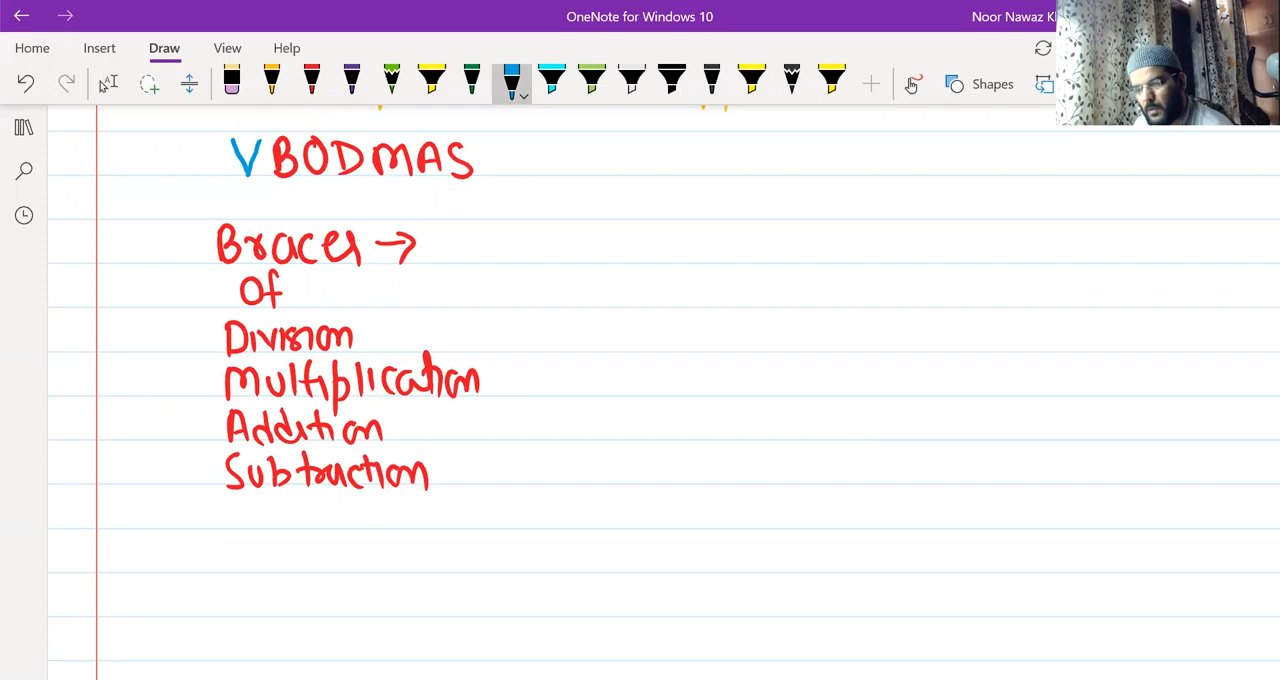 OneNote for Windows 10
Noor Nawaz Kh
Home Insert Draw View Help
Shapes
VBODMAS
Braces →
Of
Division
Multiplication
Addition
Subtraction